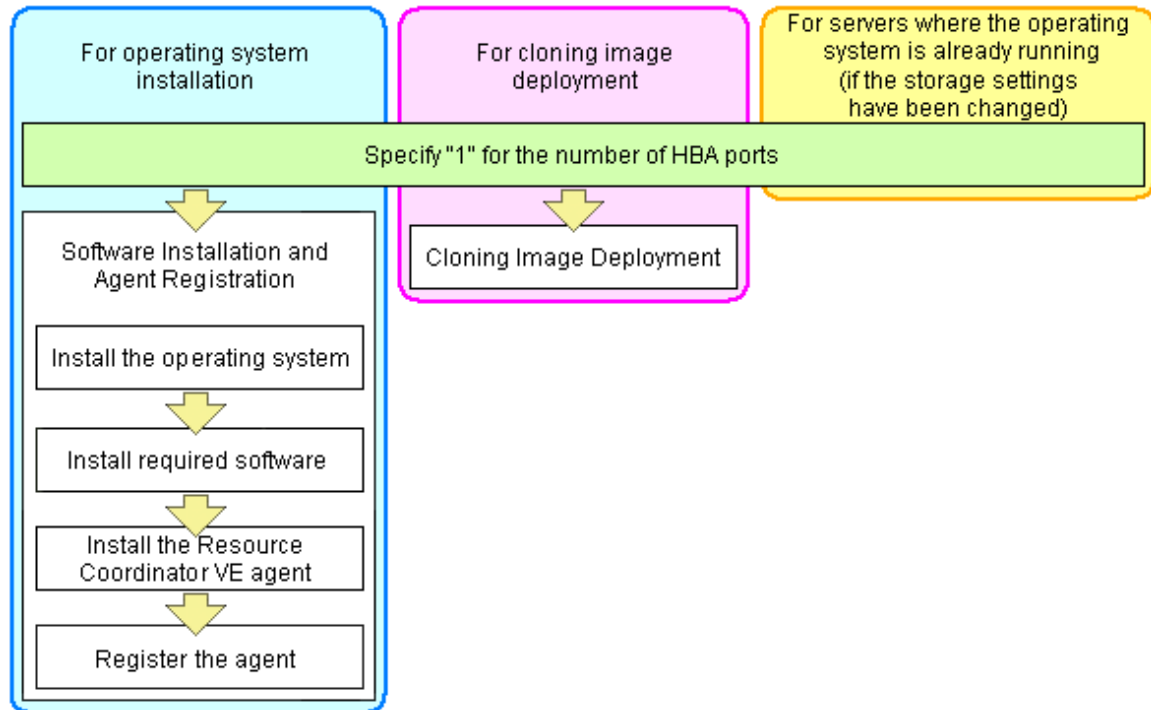 For operating system
installation
For cloning image
deployment
For servers where the operating
system is already running
(if the storage settings
have been changed)
Specify "1" for the number of HBA ports
Software Installation and
Agent Registration
Install the operating system
Install required software
Install the Resource
Coordinator VE agent
Register the agent
Cloning Image Deployment